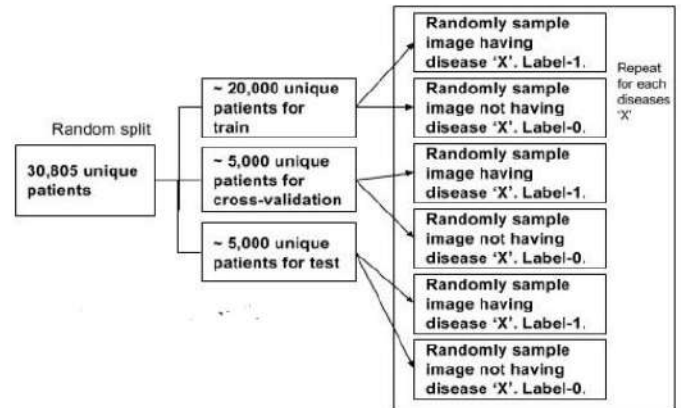 Random split
30,805 unique
patients
~ 20,000 unique
patients for
train
~ 5,000 unique
patients for
cross-validation
~ 5,000 unique
patients for test
Randomly sample
image having
disease ‘X’. Label-1.
Randomly sample
image not having
disease ‘X’. Label-0.
Randomly sample
image having
disease ‘X’. Label-1.
Randomly sample
image not having
disease ‘X’. Label-0.
Randomly sample
image having
disease ‘X’. Label-1.
Randomly sample
image not having
disease ‘X’. Label-0.
Repeat
for each
diseases
‘X’